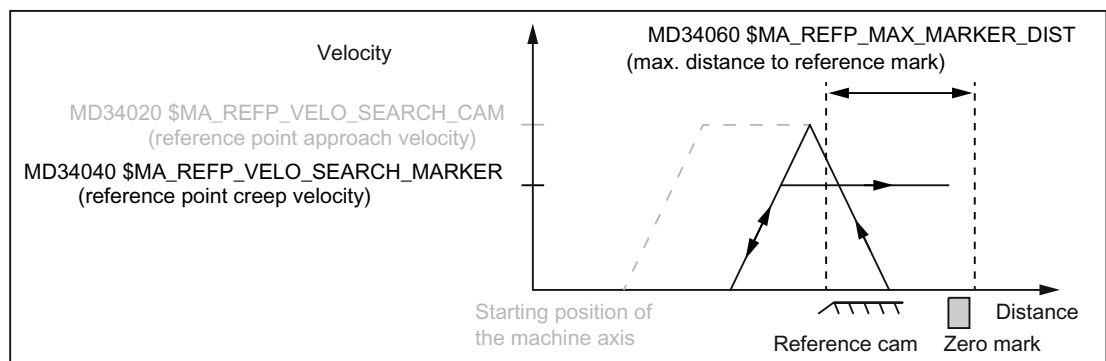 Velocity
MD34060 $MA_REFP_MAX_MARKER_DIST
(max. distance to reference mark)
MD34020 $MA_REFP_VELO_SEARCH_CAM
(reference point approach velocity)
MD34040 $MA_REFP_VELO_SEARCH_MARKER
(reference point creep velocity)
Starting position of
the machine axis
Distance
Reference cam
Zero mark